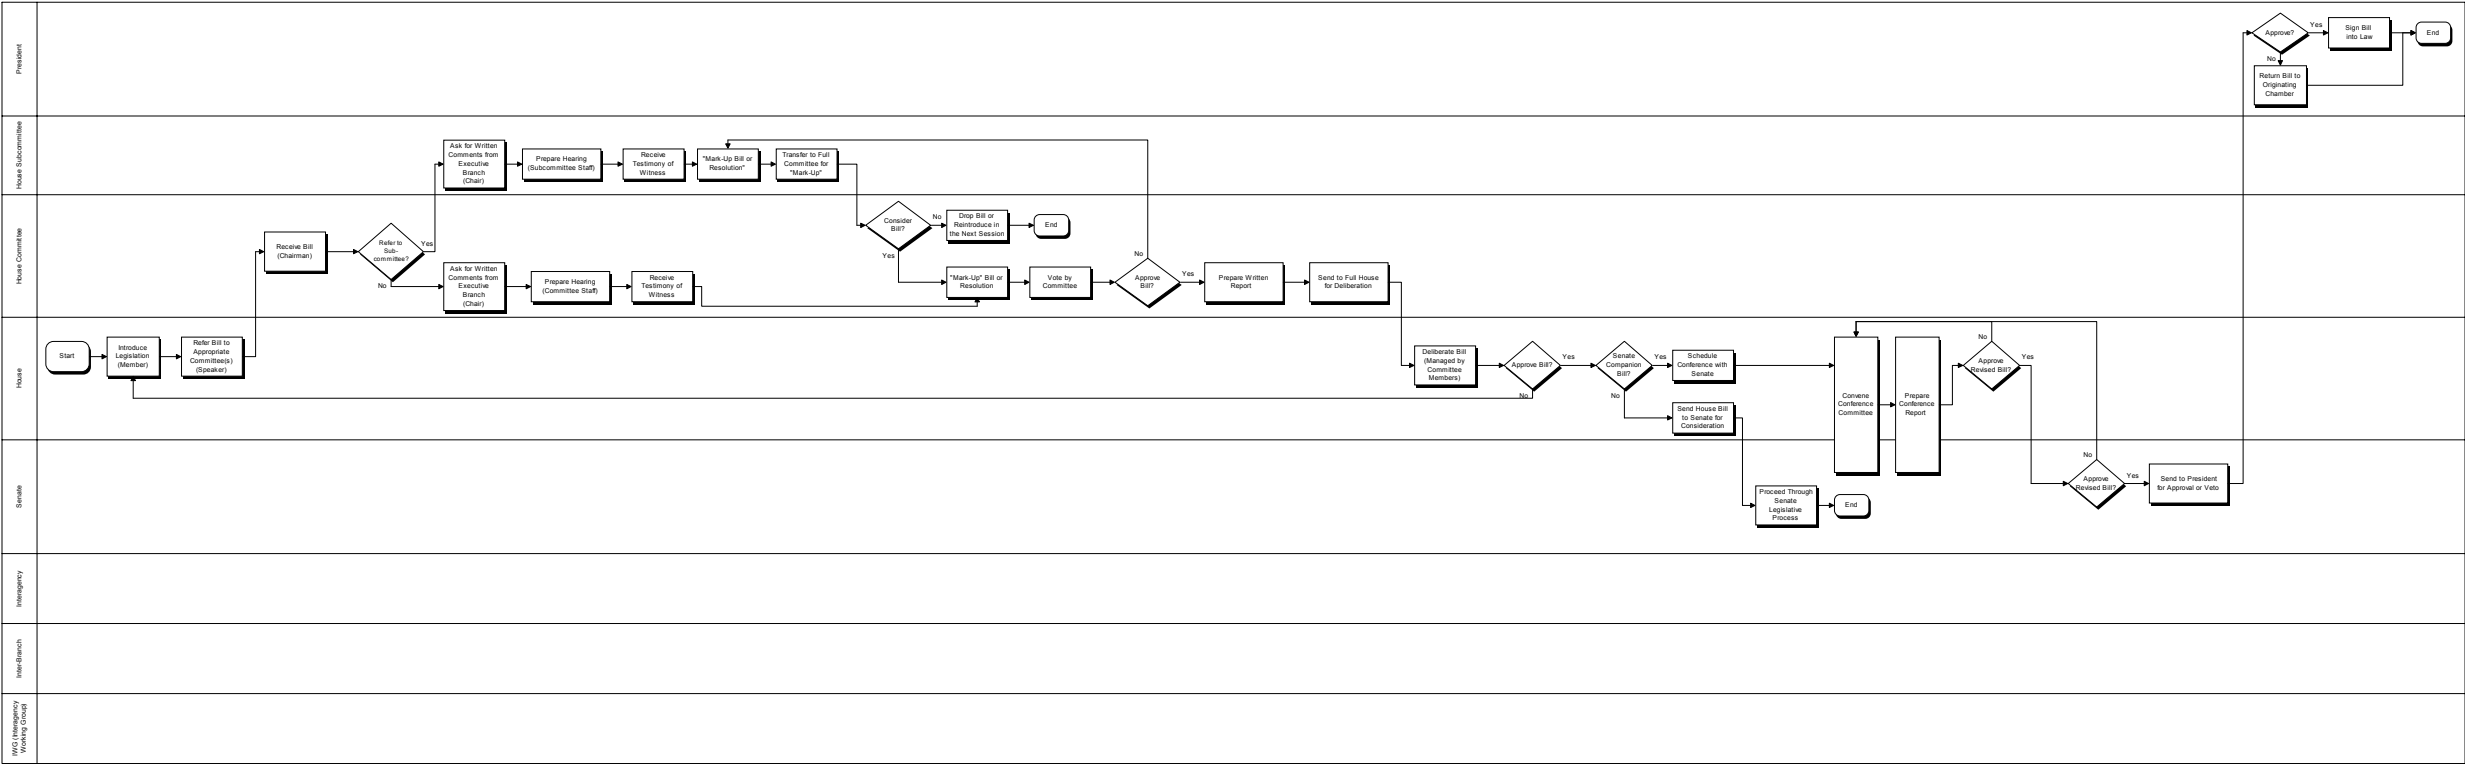 President
Approve?
Yes
No
Sign Bill
into Law
End
Return Bill to
Originating
Chamber
House Subcommittee
Ask for Written
Comments from
Executive
Branch
(Chair)
Prepare Hearing
(Subcommittee Staff)
Receive
Testimony of
Witness
"Mark-Up Bill or
Resolution"
Transfer to Full
Committee for
"Mark-Up"
House Committee
Receive Bill
(Chairman)
Refer to
Sub-
committee?
Yes
No
Ask for Written
Comments from
Executive
Branch
(Chair)
Prepare Hearing
(Committee Staff)
Receive
Testimony of
Witness
Consider
Bill?
No
Yes
Drop Bill or
Reintroduce in
the Next Session
End
"Mark-Up" Bill or
Resolution
Vote by
Committee
Approve
Bill?
No
Yes
Prepare Written
Report
Send to Full House
for Deliberation
House
Start
Introduce
Legislation
(Member)
Refer Bill to
Appropriate
Committee(s)
(Speaker)
Deliberate Bill
(Managed by
Committee
Members)
Approve Bill?
Yes
No
Senate
Companion
Bill?
Yes
No
Schedule
Conference with
Senate
Send House Bill
to Senate for
Consideration
Convene
Conference
Committee
Prepare
Conference
Report
Approve
Revised Bill?
No
Yes
Senate
Proceed Through
Senate
Legislative
Process
End
Approve
Revised Bill?
No
Yes
Send to President
for Approval or Veto
Interagency
Inter-Branch
IWG (Interagency
Working Group)